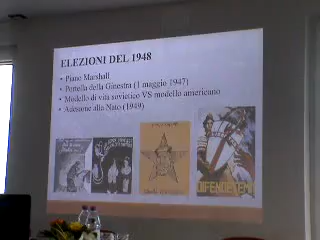 ELEZIONI DEL 1948
• Piano Marshall
• Portella della Ginestra (1 maggio 1947)
• Modello di vita sovietico VS modello americano
• Adesione alla Nato (1949)
DIFENDETEMI